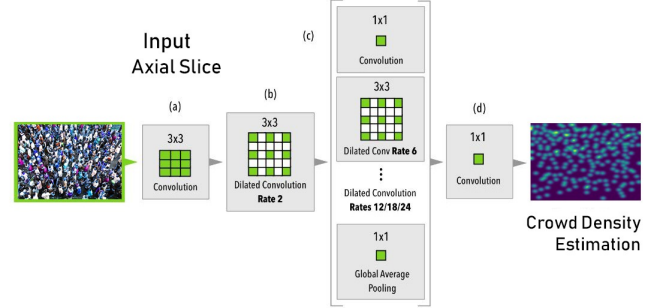 Input
Axial Slice
(a)
3x3
Convolution
(b)
3x3
Dilated Convolution
Rate 2
(c)
1x1
Convolution
3x3
Dilated Conv Rate 6
Dilated Convolution
Rates 12/18/24
1x1
Global Average
Pooling
(d)
1x1
Convolution
Crowd Density
Estimation